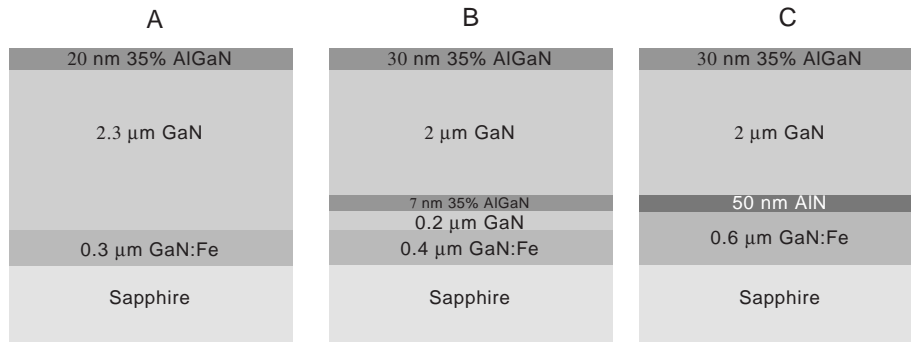 A
20 nm 35% AlGaN
2.3 μm GaN
0.3 μm GaN:Fe
Sapphire
B
30 nm 35% AlGaN
2 μm GaN
7 nm 35% AlGaN
0.2 μm GaN
0.4 μm GaN:Fe
Sapphire
C
30 nm 35% AlGaN
2 μm GaN
50 nm AlN
0.6 μm GaN:Fe
Sapphire